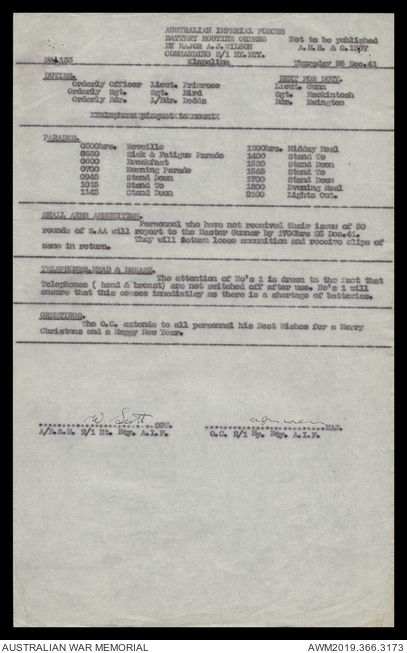 AUSTRALIAN IMPERIAL FORCES
BATTERY ROUTINE ORDERS Not to be published
BY MAJOR A.J.WILSON
COMMANDING 2/1 HY.BTY.
Klapalima Thursday 25 Dec.41
DUTIES. NEXT FOR DUTY.
Orderly Officer Lieut. Primrose Lieut. Gunn
Orderly Sgt. Sgt. Bird Sgt. Mackintosh
Orderly Bdr. L/Bdr. Dodds Bdr.
PARADES.
0600hrs. Reveille 1200hrs. Midday Meal
0630 Sick & Fatigue Parade 1400 Stand To
0600 Breakfast 1530 Stand Down
0700 Morning Parade 1545 Stand To
0945 Stand Down 1700 Stand Down
1015 Stand To 1800 Evening Meal
1145 Stand Down 2100 Lights Out.
SMALL ARMS AMMUNITION.
Personnel who have not received their issue of 50
rounds of S.AA will report to the Master Gunner by 1700hrs 26 Dec.41.
They will return loose ammunition and receive clips of
same in return.
TELEPHONES.HEAD & BREAST.
The attention of No's 1 is drawn to the fact that
Telephones ( head & breast) are not switched off after use. No's 1 will
ensure that this ceases immediatley as there is a shortage of batteries.
GREETINGS.
The O.C. extends to all personnel his Best Wishes for a Merry
Christmas and a Happy New Year.
W. Scott
A/B.S.M. 2/1 Ht. Bty. A.I.F. O.C. 2/1 Hy. Bty. A.I.F.
AUSTRALIAN WAR MEMORIAL AWM2019.366.3173